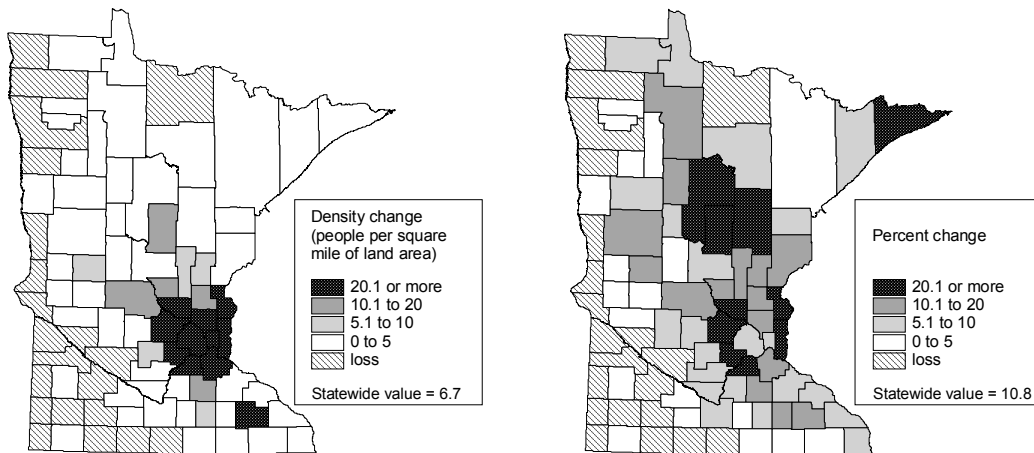 Density change
(people per square
mile of land area)
20.1 or more
10.1 to 20
5.1 to 10
0 to 5
loss
Statewide value = 6.7
Percent change
20.1 or more
10.1 to 20
5.1 to 10
0 to 5
loss
Statewide value = 10.8